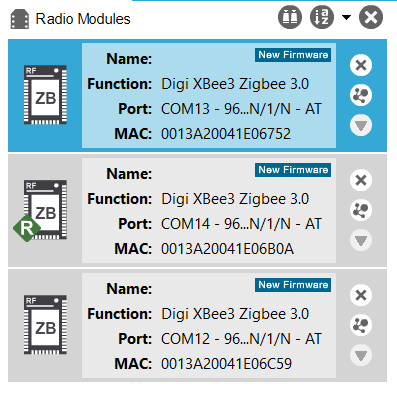 Radio Modules
RF
ZB
Name:
New Firmware
Function: Digi XBee3 Zigbee 3.0
Port: COM13 - 96...N/1/N - AT
MAC: 0013A20041E06752
RF
ZB
R
Name:
New Firmware
Function: Digi XBee3 Zigbee 3.0
Port: COM14 - 96...N/1/N - AT
MAC: 0013A20041E06B0A
RF
ZB
Name:
New Firmware
Function: Digi XBee3 Zigbee 3.0
Port: COM12 - 96...N/1/N - AT
MAC: 0013A20041E06C59